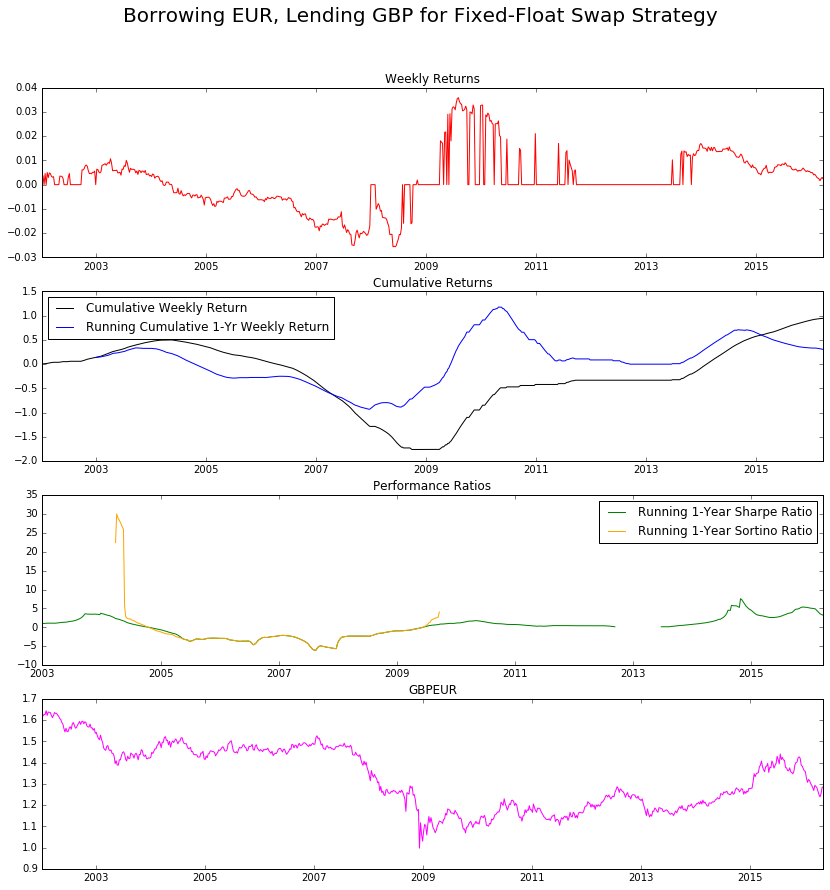 Borrowing EUR, Lending GBP for Fixed-Float Swap Strategy
Weekly Returns
0.04
0.03
0.02
0.01
0.00
−0.01
−0.02
−0.03
2003 2005 2007 2009 2011 2013 2015
Cumulative Returns
1.5
1.0
0.5
0.0
−0.5
−1.0
−1.5
−2.0
Cumulative Weekly Return
Running Cumulative 1-Yr Weekly Return
2003 2005 2007 2009 2011 2013 2015
Performance Ratios
35
30
25
20
15
10
5
0
−5
−10
Running 1-Year Sharpe Ratio
Running 1-Year Sortino Ratio
2003 2005 2007 2009 2011 2013 2015
GBPEUR
1.7
1.6
1.5
1.4
1.3
1.2
1.1
1.0
0.9
2003 2005 2007 2009 2011 2013 2015